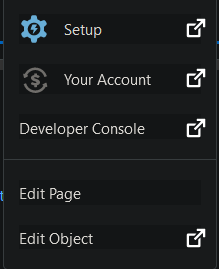 Setup
Your Account
Developer Console
Edit Page
Edit Object